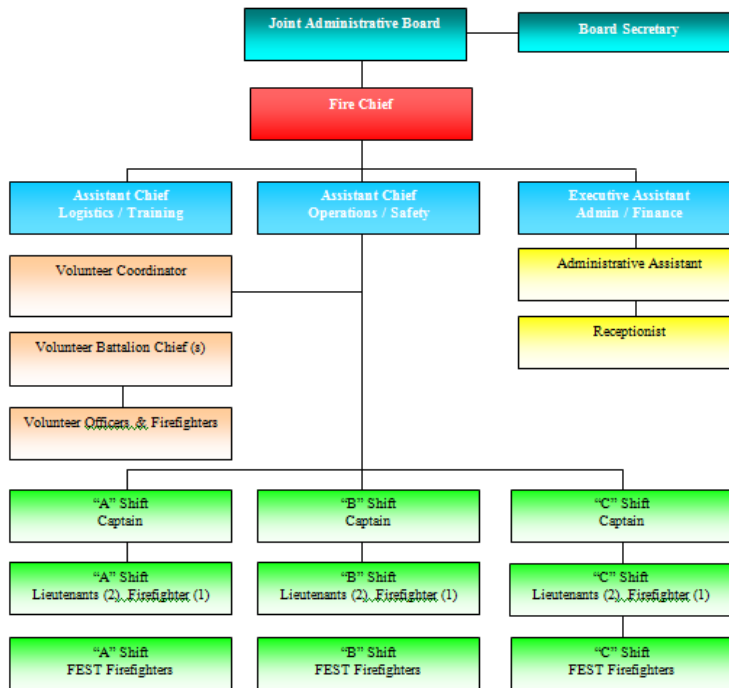 Joint Administrative Board
Board Secretary
Fire Chief
Assistant Chief
Logistics / Training
Assistant Chief
Operations / Safety
Executive Assistant
Admin / Finance
Volunteer Coordinator
Administrative Assistant
Receptionist
Volunteer Battalion Chief (s)
Volunteer Officers & Firefighters
“A” Shift
Captain
“B” Shift
Captain
“C” Shift
Captain
“A” Shift
Lieutenants (2), Firefighter (1)
“B” Shift
Lieutenants (2), Firefighter (1)
“C” Shift
Lieutenants (2), Firefighter (1)
“A” Shift
FEST Firefighters
“B” Shift
FEST Firefighters
“C” Shift
FEST Firefighters